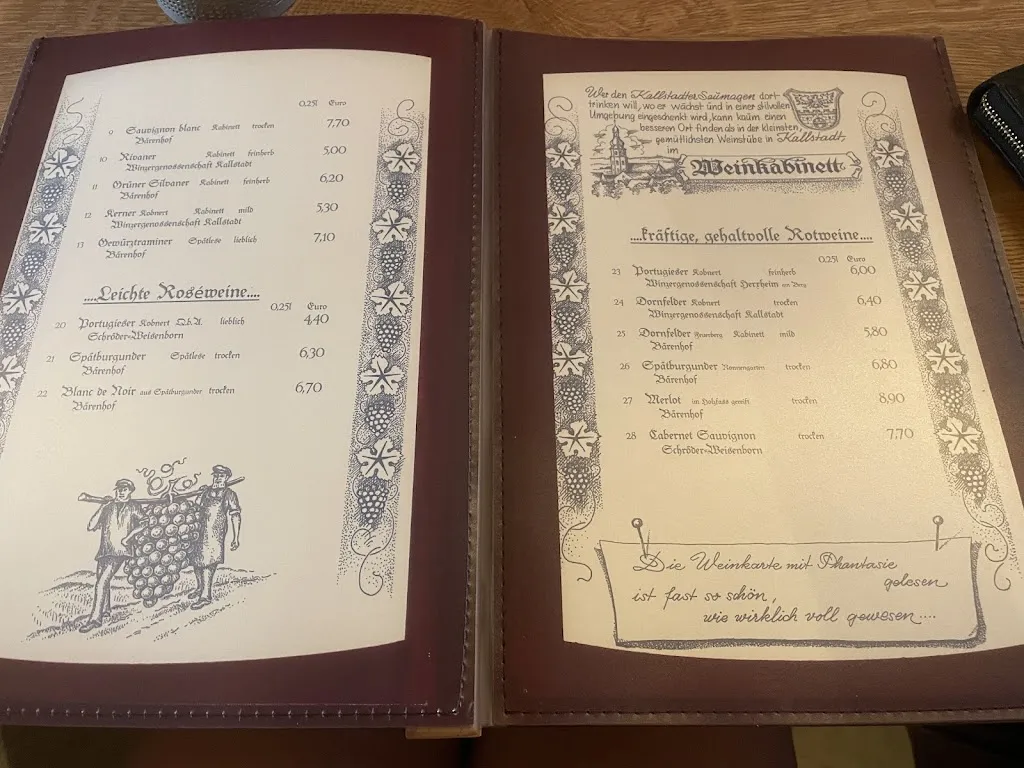 0,25l Euro
9 Sauvignon blanc Kabinett trocken 7,70
Bärenhof
10 Rivaner Kabinett feinherb 5,00
Winzergenossenschaft Kallstadt
11 Grüner Silvaner Kabinett feinherb 6,20
Bärenhof
12 Kerner Kobnert Kabinett mild 5,30
Winzergenossenschaft Kallstadt
13 Gewürztraminer Spätlese lieblich 7,10
Bärenhof
....Leichte Roséweine....
0,25l Euro
20 Portugieser Kobnert Q.b.A. lieblich 4,40
Schröder-Weisenborn
21 Spätburgunder Spätlese trocken 6,30
Bärenhof
22 Blanc de Noir aus Spätburgunder trocken 6,70
Bärenhof
Wer den Kallstadter Saumagen dort
trinken will, wo er wächst und in einer stilvollen
Umgebung eingeschenkt wird, kann kaum einen
besseren Ort finden als in der kleinsten,
gemütlichsten Weinstube in Kallstadt,
im
Weinkabinett
....kräftige, gehaltvolle Rotweine....
0,25l Euro
23 Portugieser Kobnert feinherb 6,00
Winzergenossenschaft Herxheim am Berg
24 Dornfelder Kobnert trocken 6,40
Winzergenossenschaft Kallstadt
25 Dornfelder Kabinett mild 5,80
Bärenhof
26 Spätburgunder Nonnengarten trocken 6,80
Bärenhof
27 Merlot im Holzfass gereift trocken 8,90
Bärenhof
28 Cabernet Sauvignon trocken 7,70
Schröder-Weisenborn
Die Weinkarte mit Phantasie
gelesen
ist fast so schön,
wie wirklich voll gewesen....